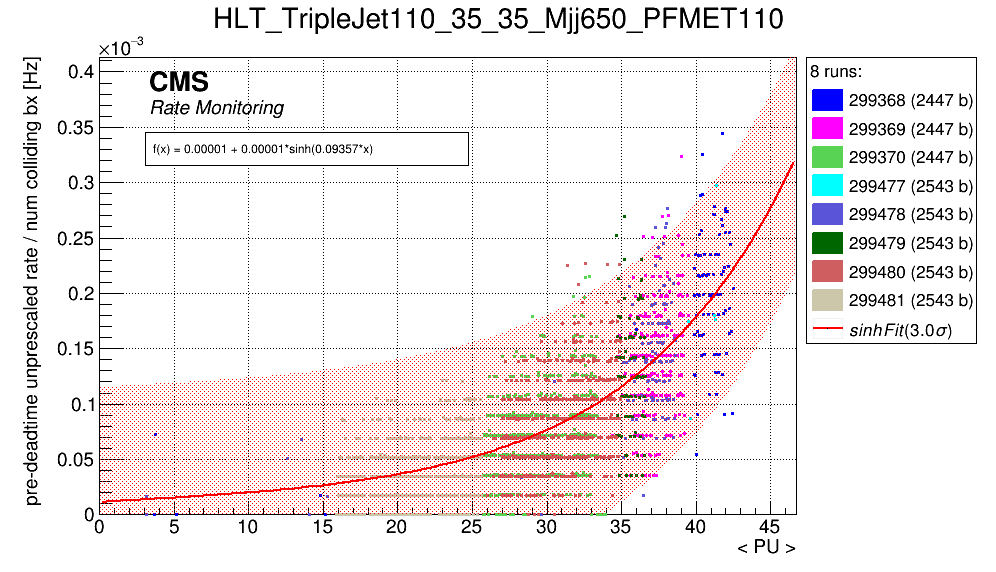 HLT_TripleJet110_35_35_Mjj650_PFMET110
×10⁻³
pre-deadtime unprescaled rate / num colliding bx [Hz]
CMS
Rate Monitoring
f(x) = 0.00001 + 0.00001*sinh(0.09357*x)
0.4
0.35
0.3
0.25
0.2
0.15
0.1
0.05
0
0 5 10 15 20 25 30 35 40 45
< PU >
8 runs:
299368 (2447 b)
299369 (2447 b)
299370 (2447 b)
299477 (2543 b)
299478 (2543 b)
299479 (2543 b)
299480 (2543 b)
299481 (2543 b)
sinhFit(3.0σ)